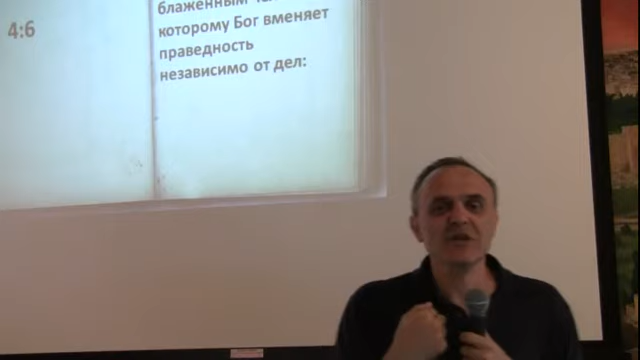 4:6
блаженным
которому Бог вменяет
праведность
независимо от дел: